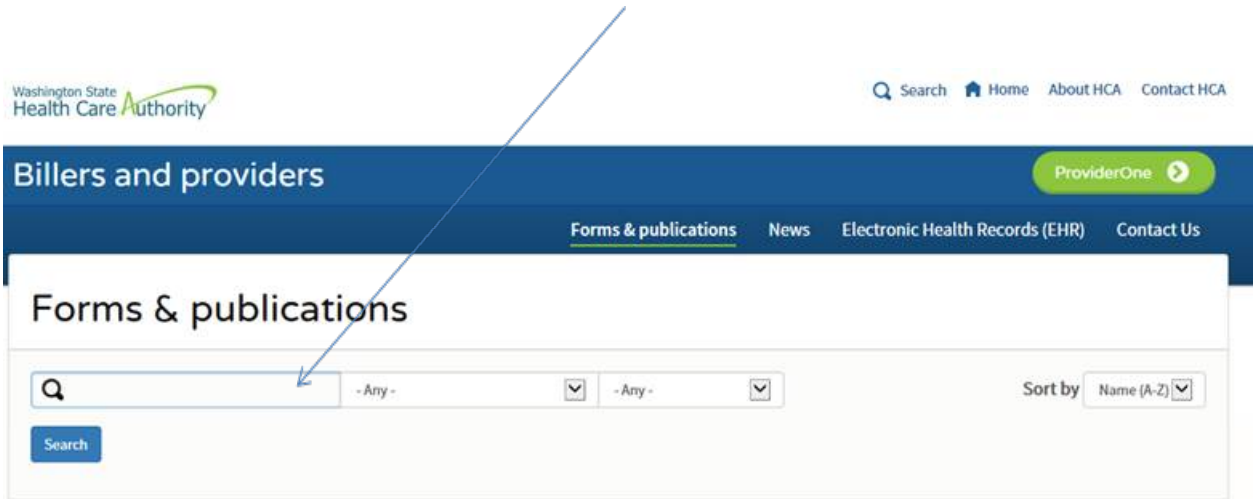 Washington State
Health Care Authority
Search Home About HCA Contact HCA
Billers and providers
ProviderOne
Forms & publications News Electronic Health Records (EHR) Contact Us
Forms & publications
- Any - - Any - Sort by Name (A-Z)
Search